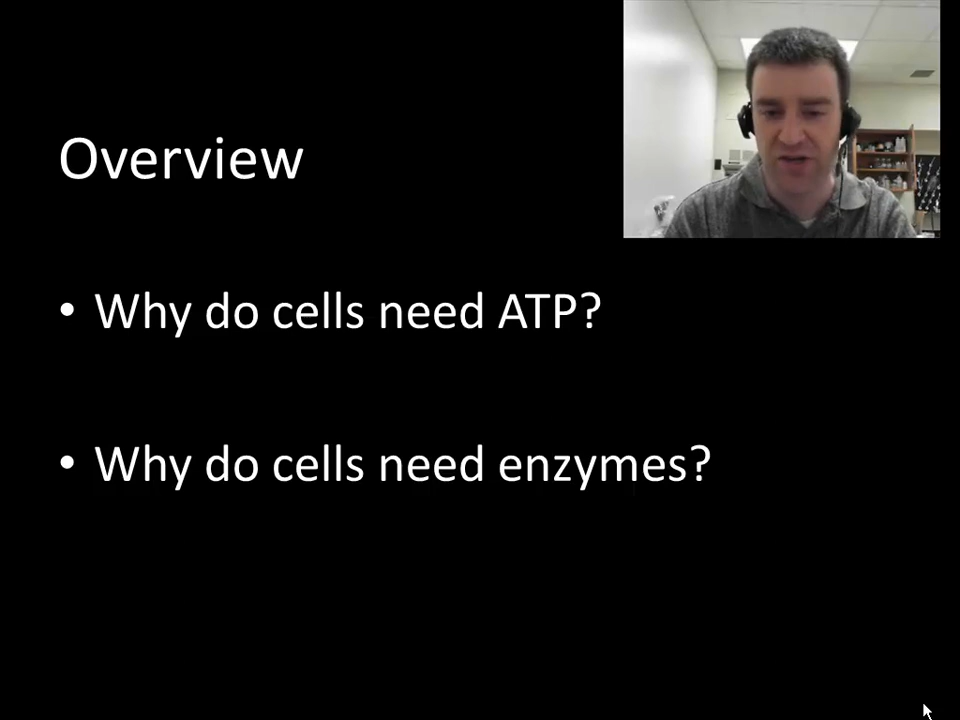 Overview
• Why do cells need ATP?
• Why do cells need enzymes?